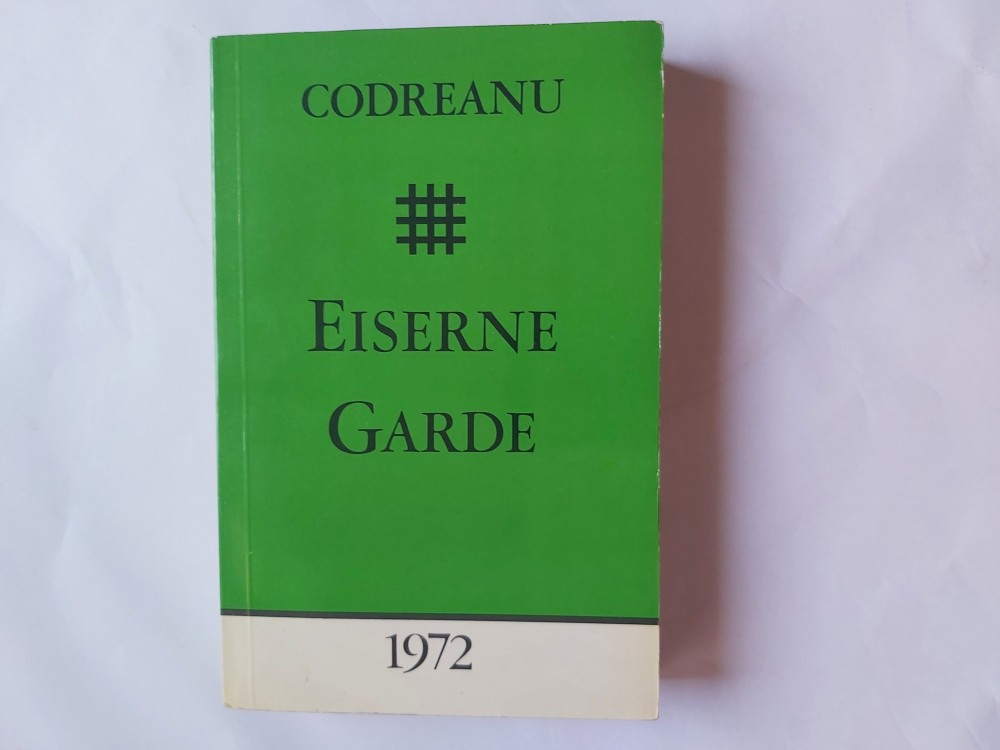 CODREANU
EISERNE
GARDE
1972